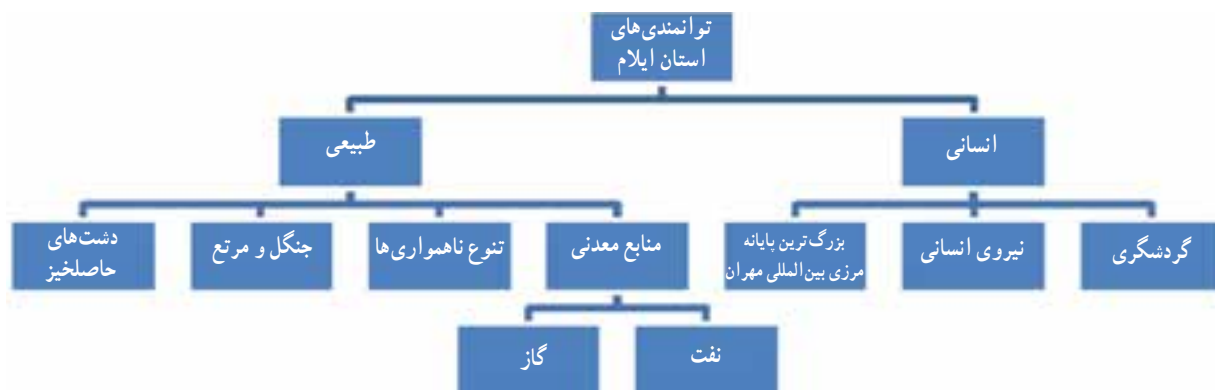 توانمندی‌های
استان ایلام
انسانی
طبیعی
گردشگری
نیروی انسانی
بزرگ‌ترین پایانه
مرزی بین‌المللی مهران
منابع معدنی
تنوع ناهمواری‌ها
جنگل و مرتع
دشت‌های
حاصلخیز
نفت
گاز